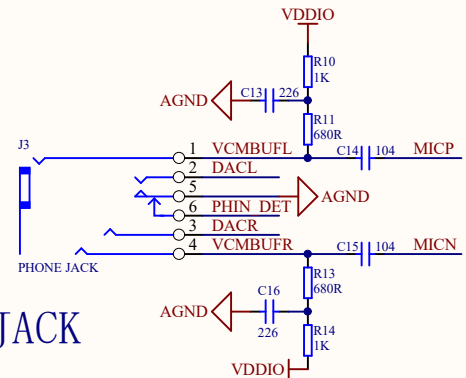 VDDIO
R10
1K
C13 226
AGND
R11
680R
J3
1 VCMBUFL C14 104 MICP
2 DACL
5 AGND
6 PHIN_DET
3 DACR
4 VCMBUFR C15 104 MICN
PHONE JACK
R13
680R
C16
AGND
226
JACK
R14
1K
VDDIO